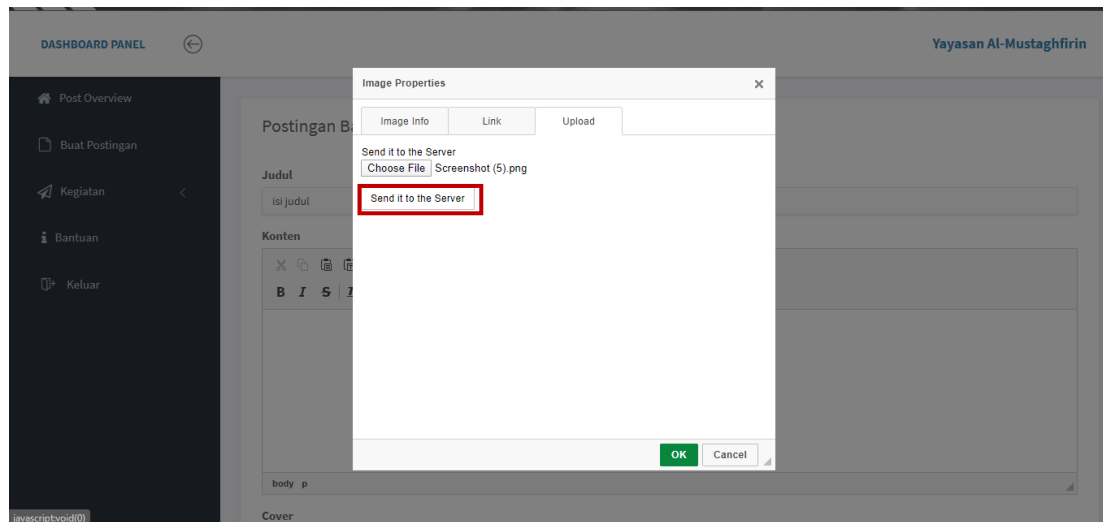 DASHBOARD PANEL
Yayasan Al-Mustaghfirin
Post Overview
Buat Postingan
Kegiatan
Bantuan
Keluar
Postingan Ba
Judul
isi judul
Konten
B I S I
body p
Cover
Image Properties
Image Info Link Upload
Send it to the Server
Choose File Screenshot (5).png
Send it to the Server
OK Cancel
javascript:void(0)